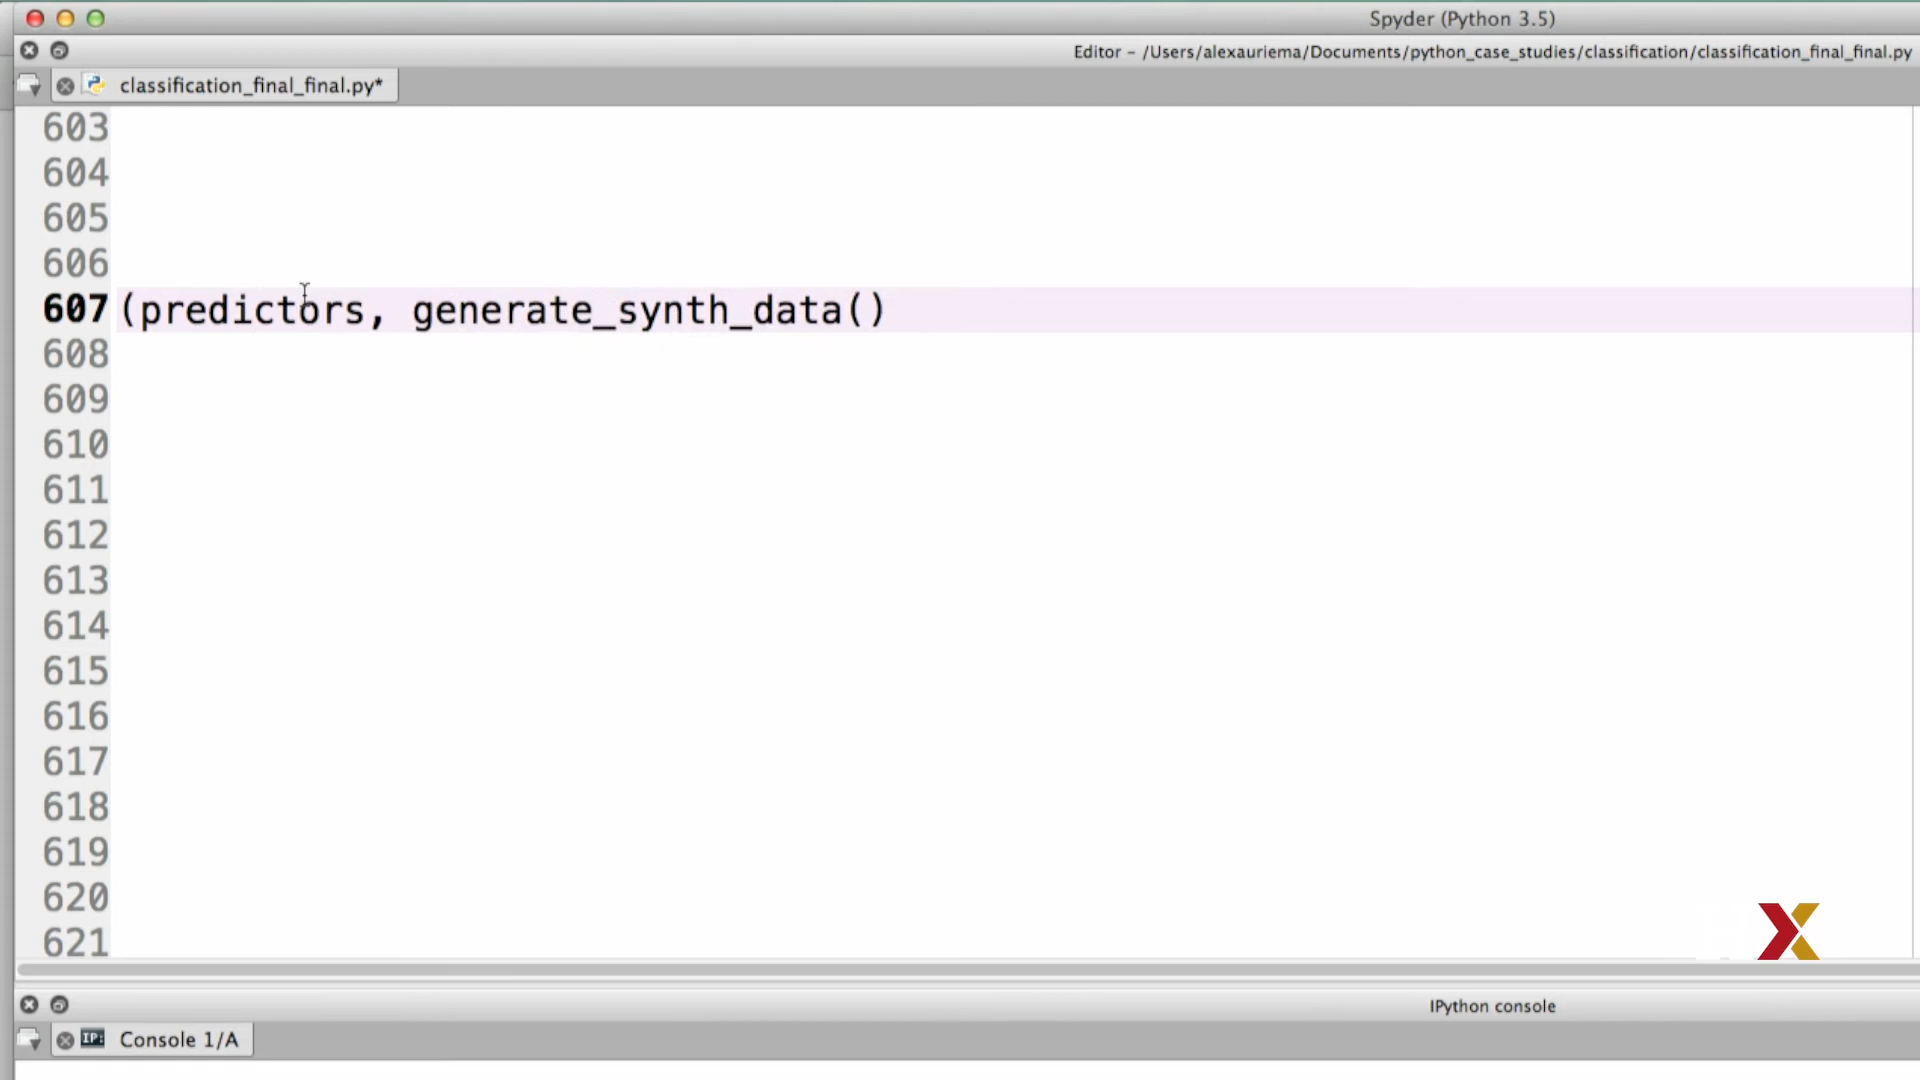 Spyder (Python 3.5)
Editor - /Users/alexauriema/Documents/python_case_studies/classification/classification_final_final.py
classification_final_final.py*
603
604
605
606
607 (predictors, generate_synth_data()
608
609
610
611
612
613
614
615
616
617
618
619
620
621
X
IPython console
IP: Console 1/A